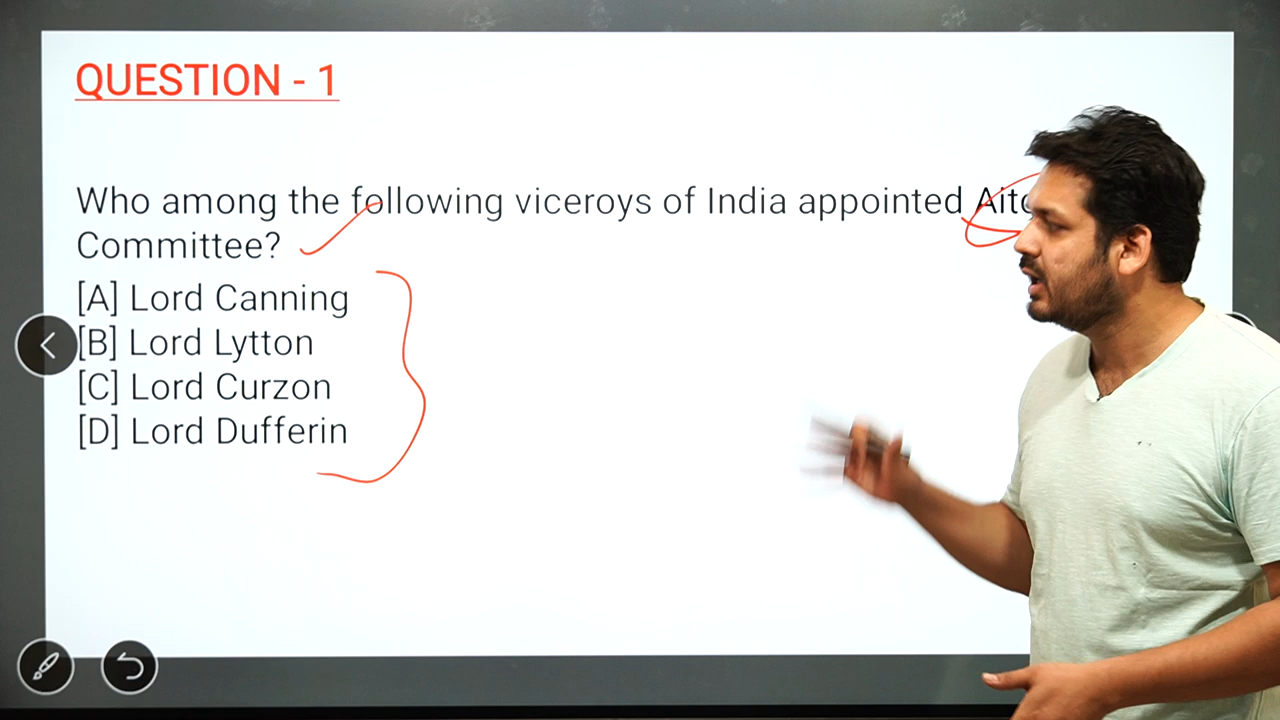 QUESTION - 1
Who among the following viceroys of India appointed
Committee?
[A] Lord Canning
[B] Lord Lytton
[C] Lord Curzon
[D] Lord Dufferin